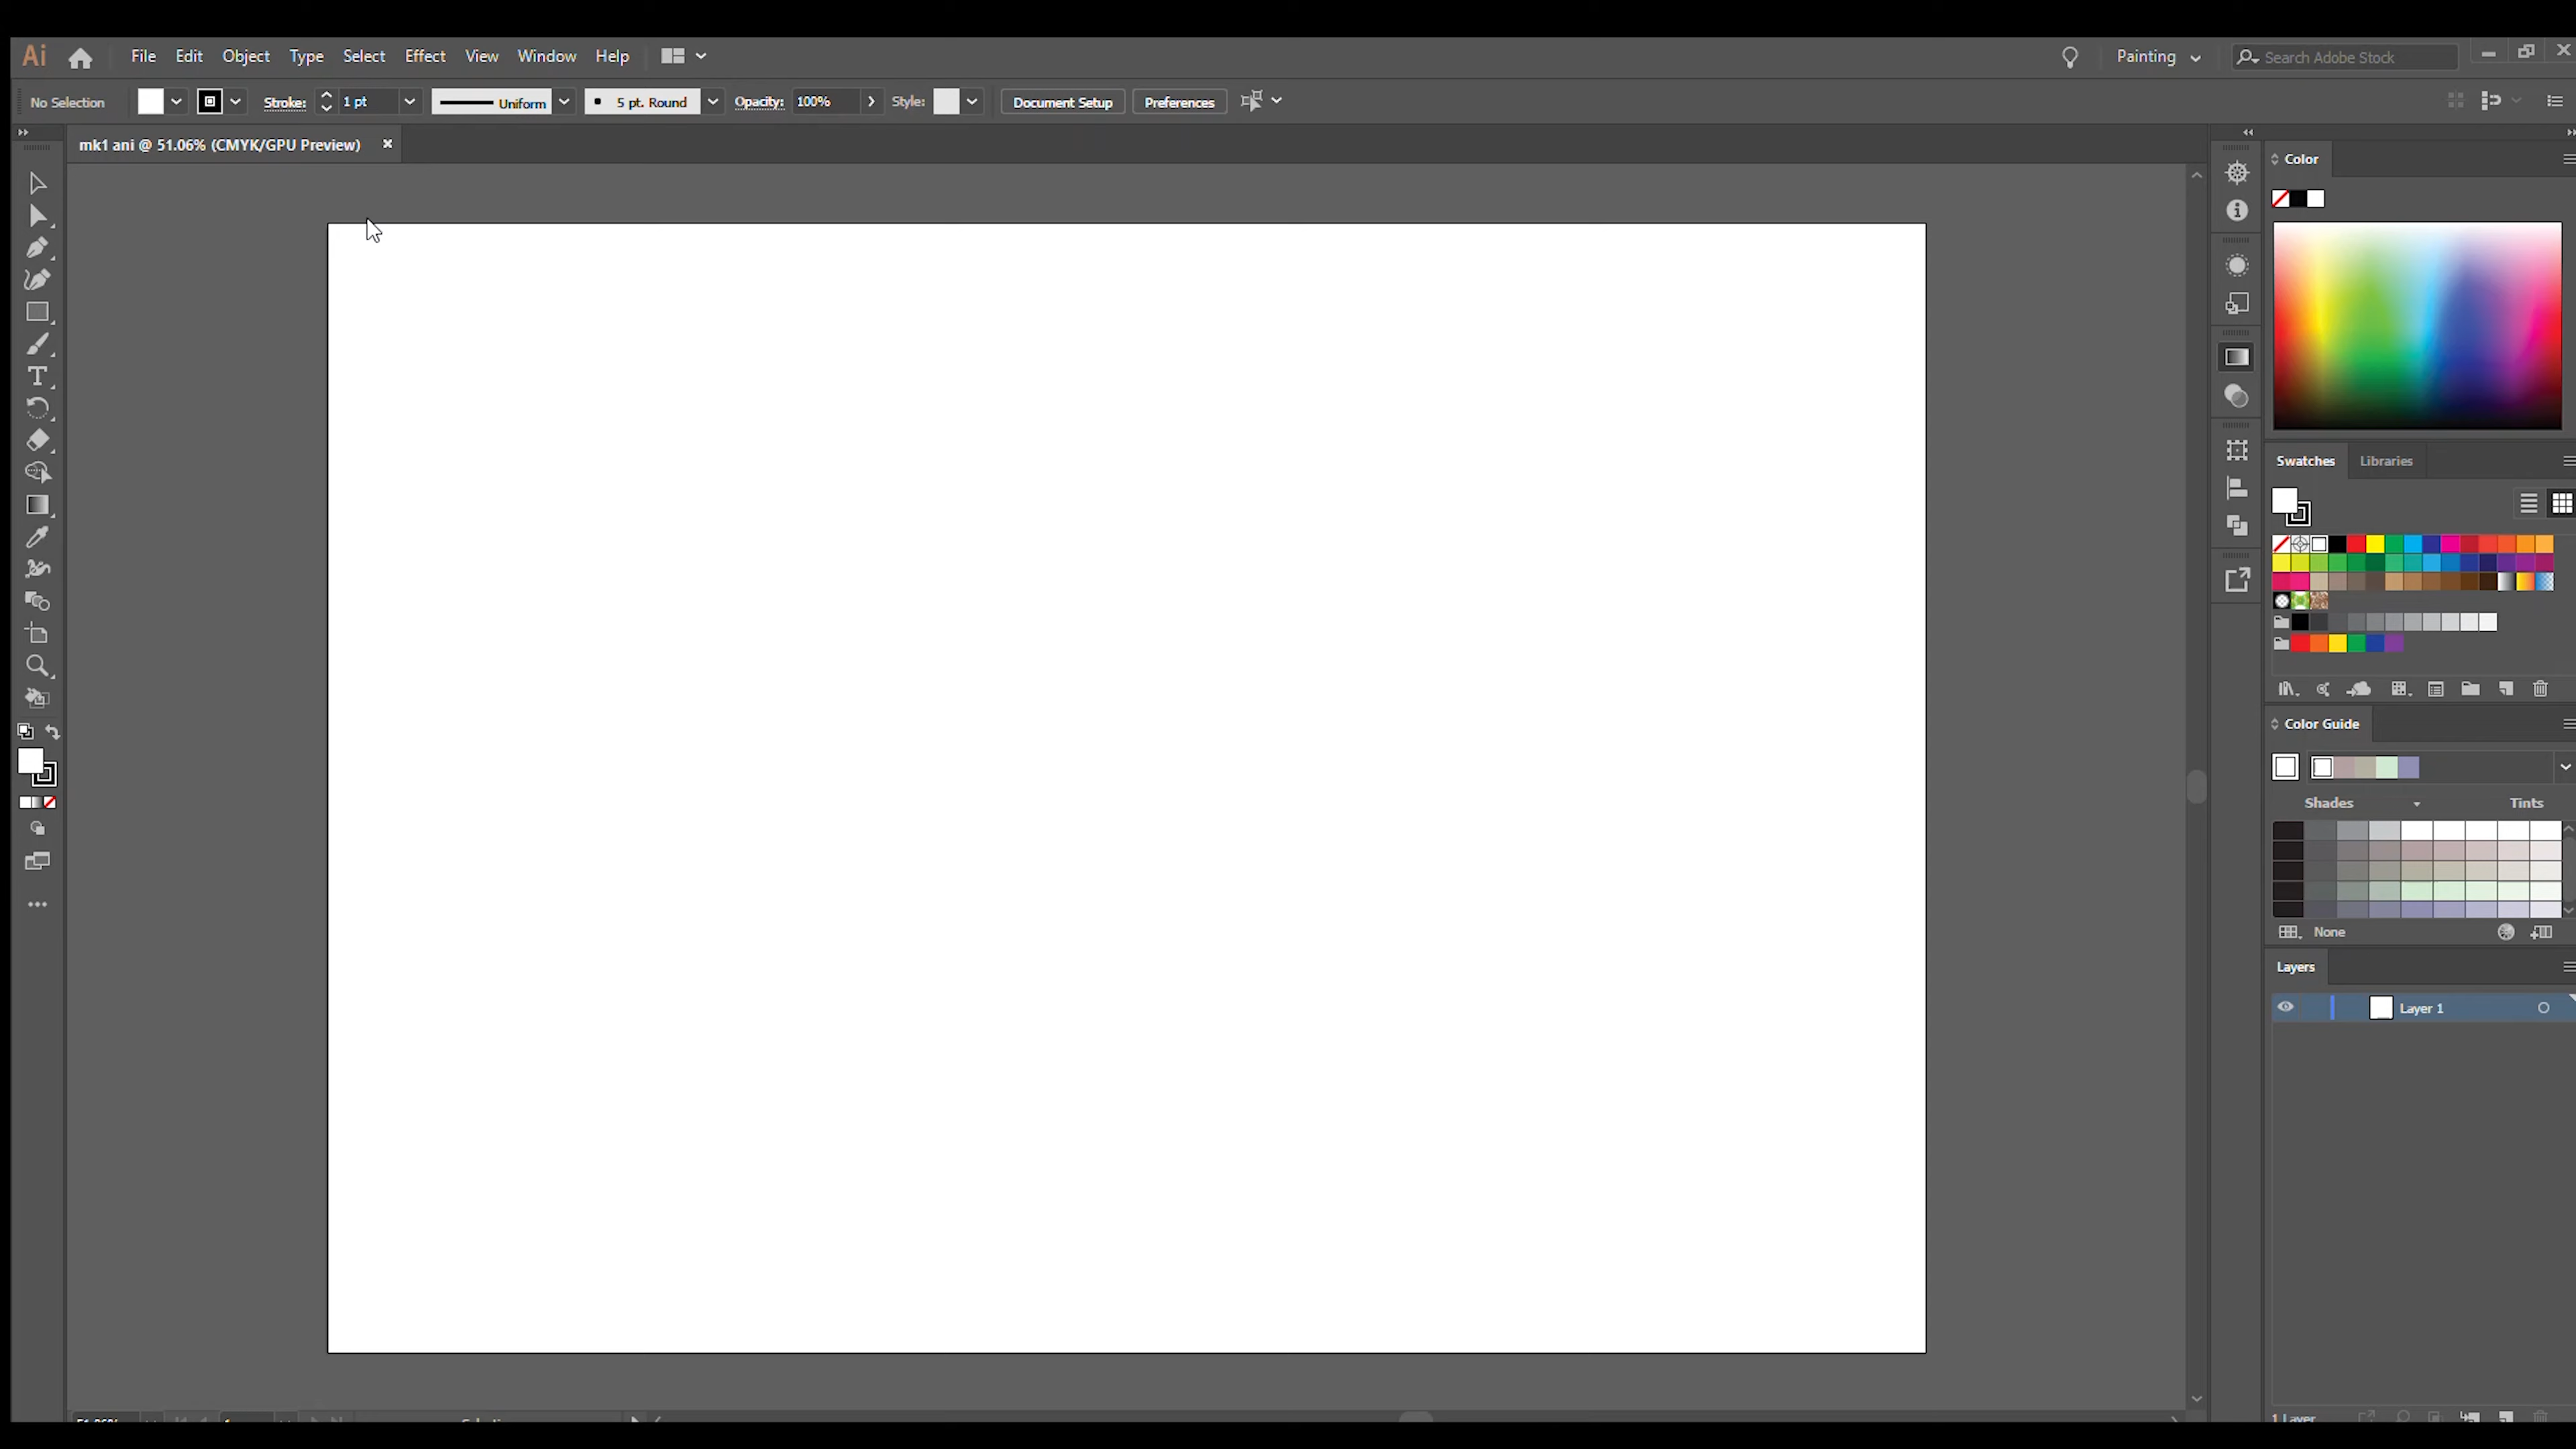 Ai File Edit Object Type Select Effect View Window Help Painting Search Adobe Stock
No Selection Stroke: 1 pt Uniform 5 pt. Round Opacity: 100% Style: Document Setup Preferences
mk1 ani @ 51.06% (CMYK/GPU Preview)
Color
Swatches Libraries
Color Guide
Shades Tints
None
Layers
Layer 1
1 Layer